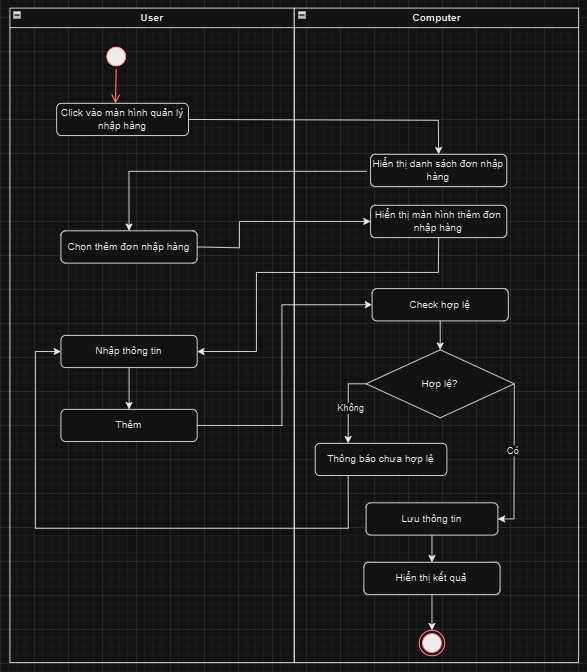 User
Computer
Click vào màn hình quản lý
nhập hàng
Hiển thị danh sách đơn nhập
hàng
Hiển thị màn hình thêm đơn
nhập hàng
Chọn thêm đơn nhập hàng
Check hợp lệ
Nhập thông tin
Hợp lệ?
Không
Thêm
Có
Thông báo chưa hợp lệ
Lưu thông tin
Hiển thị kết quả